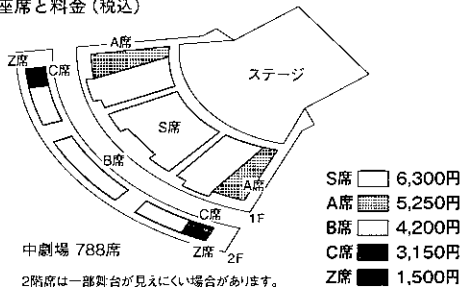 座席と料金(税込)
A席
Z席
C席
ステージ
S席
B席
A席
1F
C席
Z席
2F
S席 6,300円
A席 5,250円
B席 4,200円
C席 3,150円
Z席 1,500円
中劇場 788席
2階席は一部舞台が見えにくい場合があります。